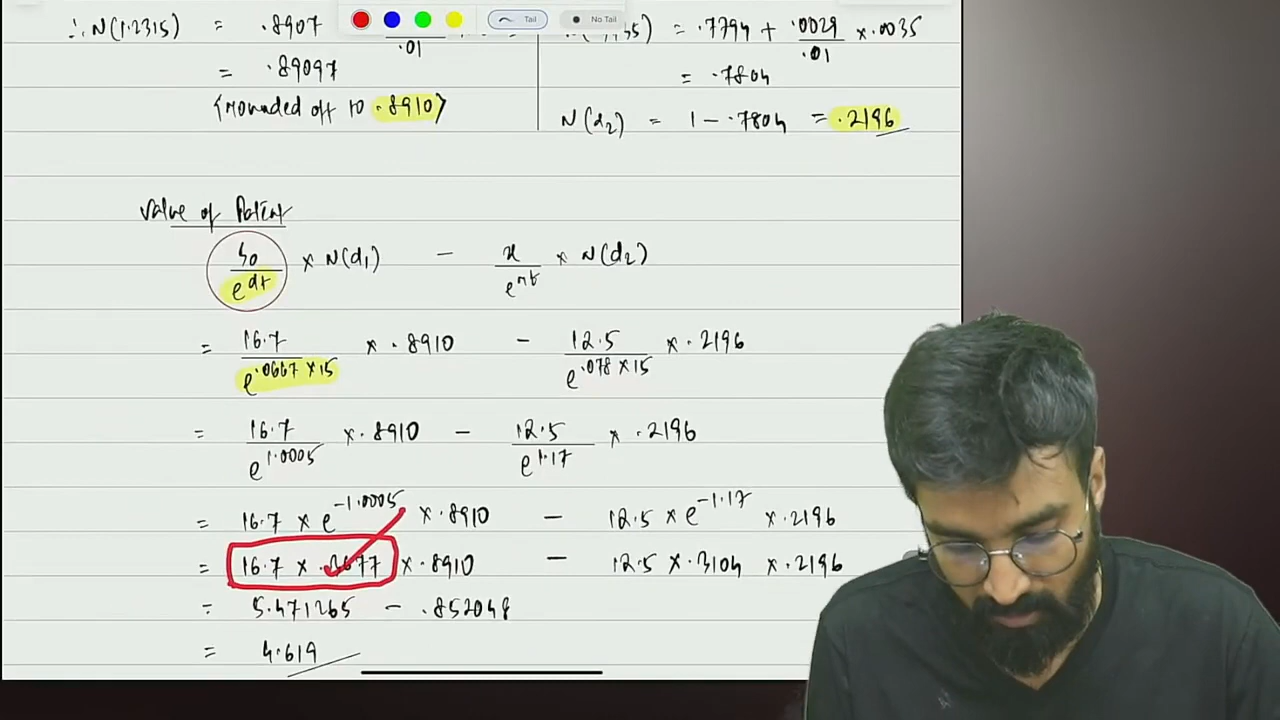 ∴ N(1.2315) = .8907
.01
= .89097
{rounded off to .8910}
= .7794 + .0029/.01 × .0035
= .7804
N(d2) = 1 - .7804 = .2196
Tail
No Tail
Value of Patent
S0/e^dt × N(d1) - x/e^rt × N(d2)
= 16.7/e^.0667×15 × .8910 - 12.5/e^.078×15 × .2196
= 16.7/e^1.0005 × .8910 - 12.5/e^1.17 × .2196
= 16.7 × e^-1.0005 × .8910 - 12.5 × e^-1.17 × .2196
= 16.7 × .3677 × .8910 - 12.5 × .3104 × .2196
= 5.471265 - .852048
= 4.619